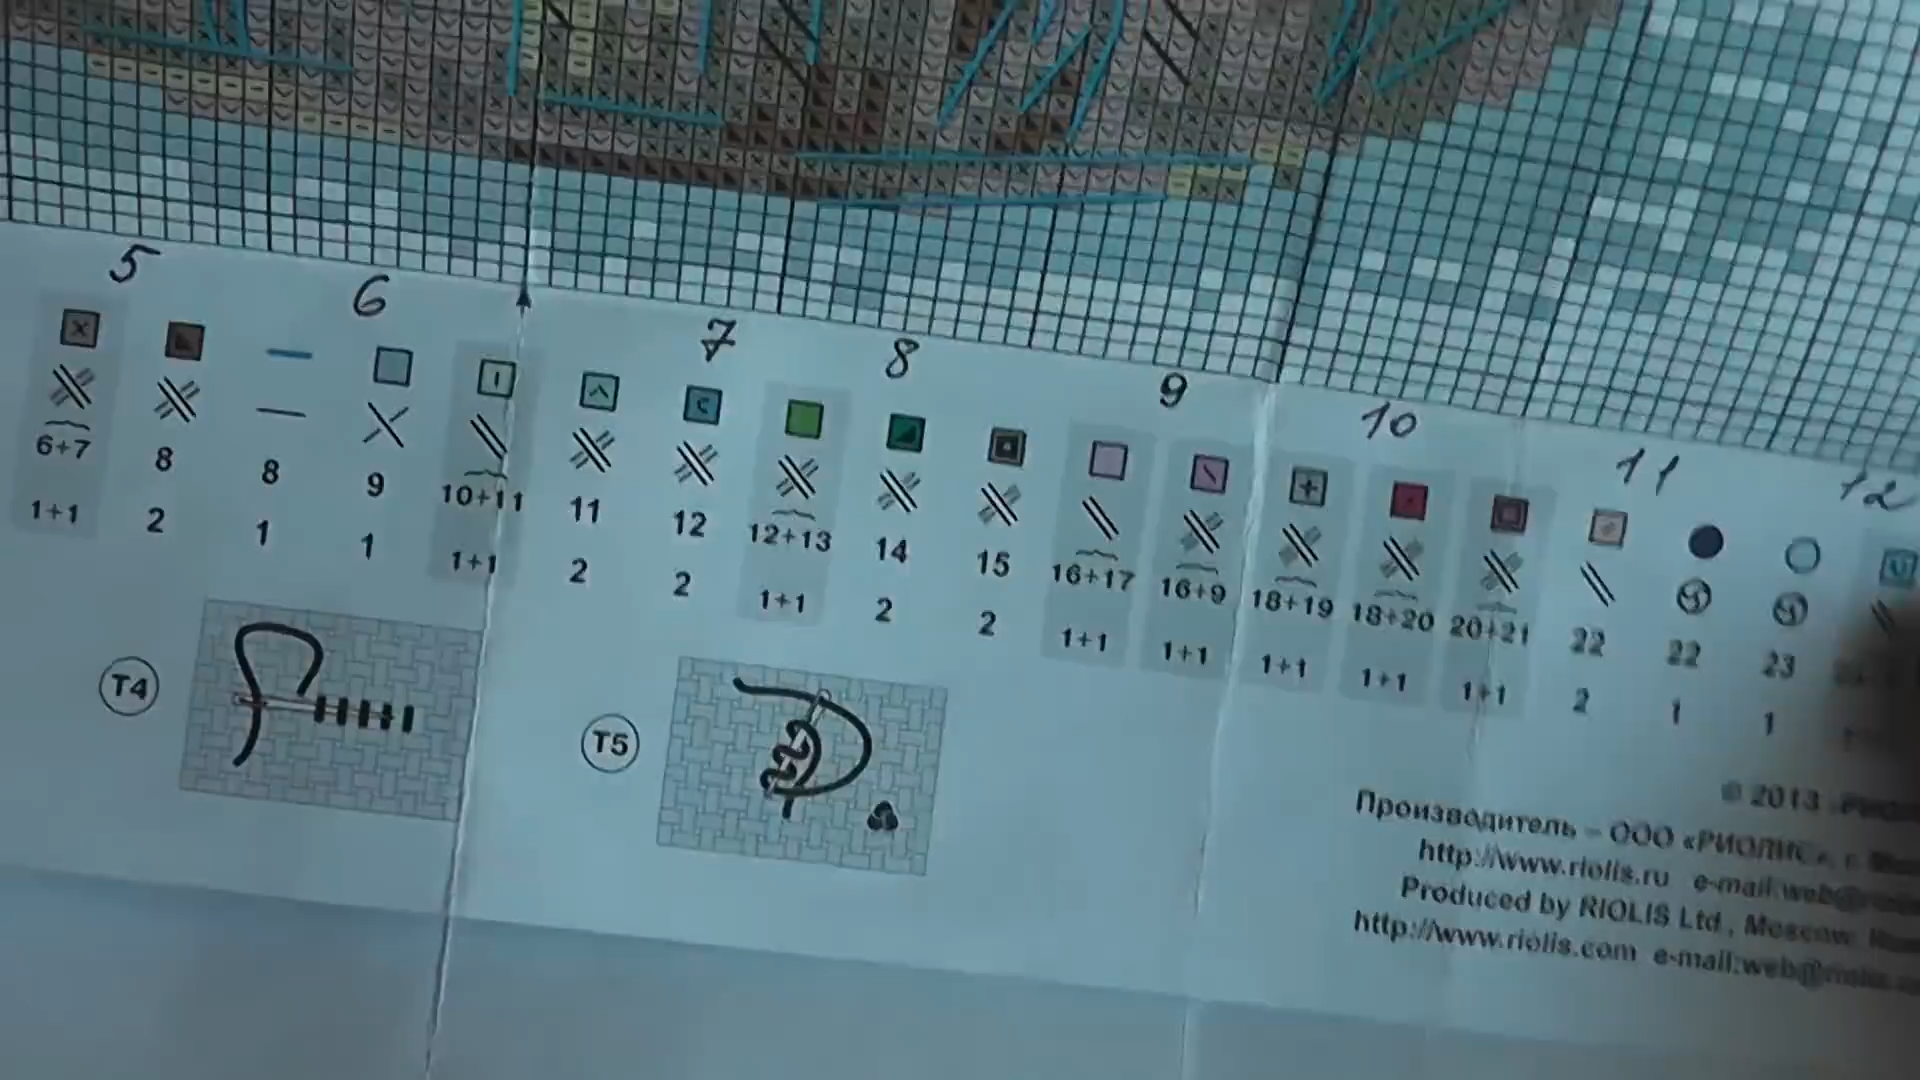 5 6 7 8 9 10 11 12
6+7 8 8 9 10+11 11 12 12+13 14 15 16+17 16+9 18+19 18+20 20+21 22 22 23
1+1 2 1 1 1+1 2 2 1+1 2 2 1+1 1+1 1+1 1+1 1+1 2 1 1
T4
T5
© 2013
Производитель – ООО «РИОЛИС», г.
http://www.riolis.ru e-mail:web@
Produced by RIOLIS Ltd., Moscow
http://www.riolis.com e-mail:web@